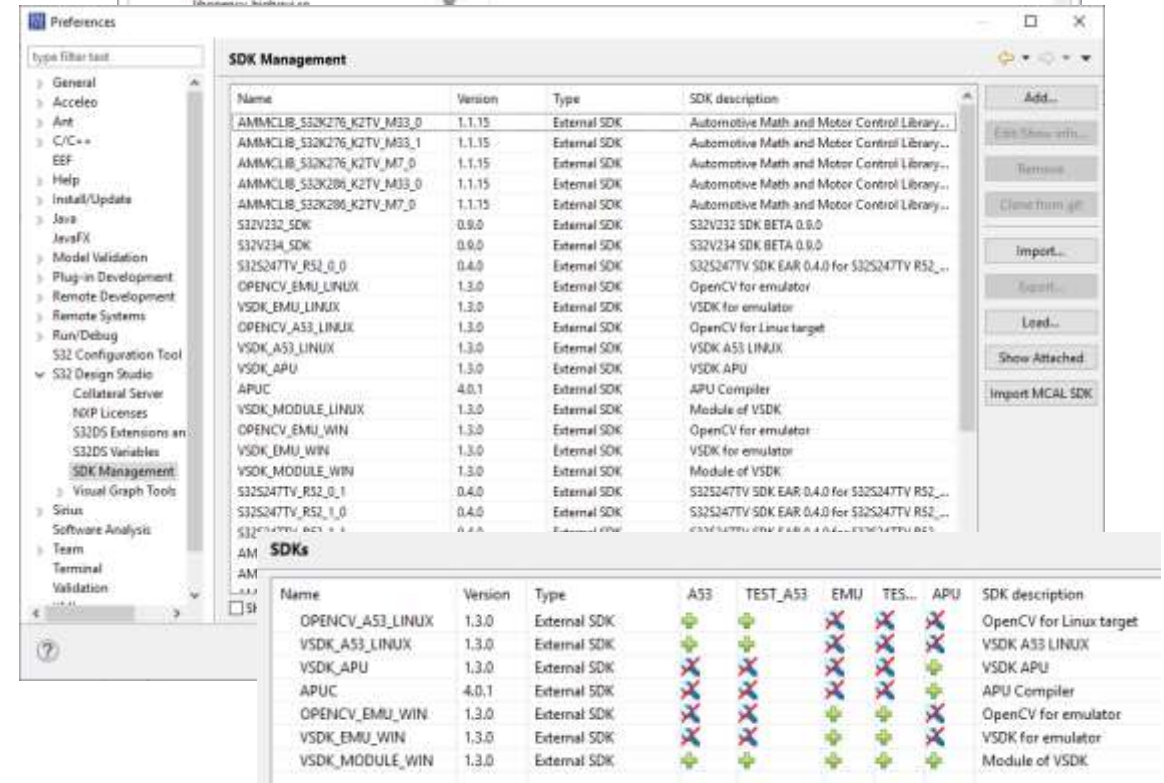 Preferences
type filter text
SDK Management
General
Acceleo
Ant
C/C++
EEF
Help
Install/Update
Java
JavaFX
Model Validation
Plug-in Development
Remote Development
Remote Systems
Run/Debug
S32 Configuration Tool
S32 Design Studio
Collateral Server
NXP Licenses
S32DS Extensions an
S32DS Variables
SDK Management
Visual Graph Tools
Sirius
Software Analysis
Team
Terminal
Validation
Name Version Type SDK description
AMMCLIB_S32K276_K2TV_M33_0 1.1.15 External SDK Automotive Math and Motor Control Library...
AMMCLIB_S32K276_K2TV_M33_1 1.1.15 External SDK Automotive Math and Motor Control Library...
AMMCLIB_S32K276_K2TV_M7_0 1.1.15 External SDK Automotive Math and Motor Control Library...
AMMCLIB_S32K286_K2TV_M33_0 1.1.15 External SDK Automotive Math and Motor Control Library...
AMMCLIB_S32K286_K2TV_M7_0 1.1.15 External SDK Automotive Math and Motor Control Library...
S32V232_SDK 0.9.0 External SDK S32V232 SDK BETA 0.9.0
S32V234_SDK 0.9.0 External SDK S32V234 SDK BETA 0.9.0
S32S247TV_R52_0_0 0.4.0 External SDK S32S247TV SDK EAR 0.4.0 for S32S247TV R52_...
OPENCV_EMU_LINUX 1.3.0 External SDK OpenCV for emulator
VSDK_EMU_LINUX 1.3.0 External SDK VSDK for emulator
OPENCV_A53_LINUX 1.3.0 External SDK OpenCV for Linux target
VSDK_A53_LINUX 1.3.0 External SDK VSDK A53 LINUX
VSDK_APU 1.3.0 External SDK VSDK APU
APUC 4.0.1 External SDK APU Compiler
VSDK_MODULE_LINUX 1.3.0 External SDK Module of VSDK
OPENCV_EMU_WIN 1.3.0 External SDK OpenCV for emulator
VSDK_EMU_WIN 1.3.0 External SDK VSDK for emulator
VSDK_MODULE_WIN 1.3.0 External SDK Module of VSDK
S32S247TV_R52_0_1 0.4.0 External SDK S32S247TV SDK EAR 0.4.0 for S32S247TV R52_...
S32S247TV_R52_1_0 0.4.0 External SDK S32S247TV SDK EAR 0.4.0 for S32S247TV R52_...
AM
AM
Add...
Remove
Clone from git
Import...
Export...
Load...
Show Attached
Import MCAL SDK
SDKs
Name Version Type A53 TEST_A53 EMU TES... APU SDK description
OPENCV_A53_LINUX 1.3.0 External SDK OpenCV for Linux target
VSDK_A53_LINUX 1.3.0 External SDK VSDK A53 LINUX
VSDK_APU 1.3.0 External SDK VSDK APU
APUC 4.0.1 External SDK APU Compiler
OPENCV_EMU_WIN 1.3.0 External SDK OpenCV for emulator
VSDK_EMU_WIN 1.3.0 External SDK VSDK for emulator
VSDK_MODULE_WIN 1.3.0 External SDK Module of VSDK